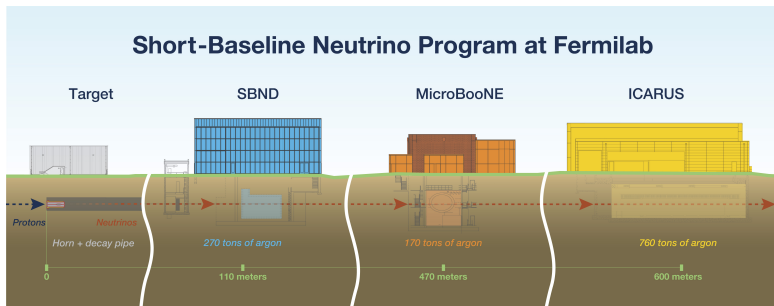 Short-Baseline Neutrino Program at Fermilab
Target
SBND
MicroBooNE
ICARUS
Protons
Neutrinos
Horn + decay pipe
270 tons of argon
170 tons of argon
760 tons of argon
0
110 meters
470 meters
600 meters